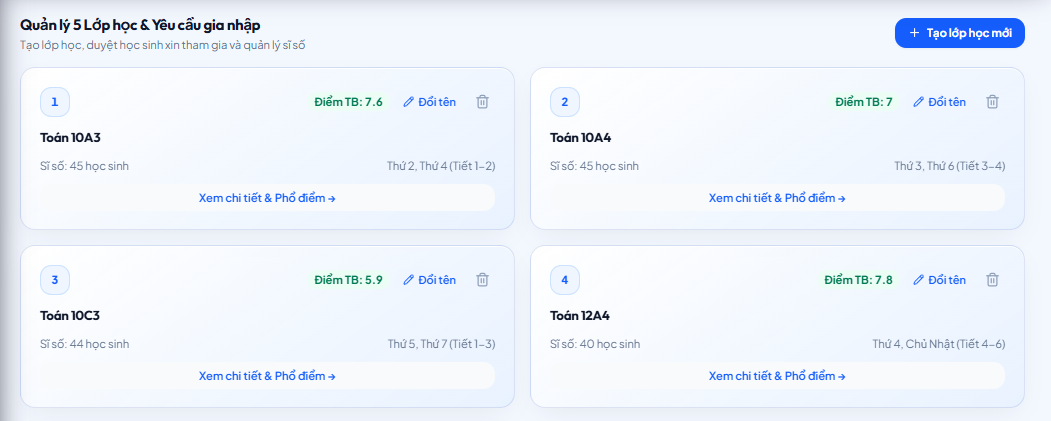 Quản lý 5 Lớp học & Yêu cầu gia nhập
Tạo lớp học, duyệt học sinh xin tham gia và quản lý sĩ số
+ Tạo lớp học mới
1
Điểm TB: 7.6
Đổi tên
Toán 10A3
Sĩ số: 45 học sinh
Thứ 2, Thứ 4 (Tiết 1–2)
Xem chi tiết & Phổ điểm →
2
Điểm TB: 7
Đổi tên
Toán 10A4
Sĩ số: 45 học sinh
Thứ 3, Thứ 6 (Tiết 3–4)
Xem chi tiết & Phổ điểm →
3
Điểm TB: 5.9
Đổi tên
Toán 10C3
Sĩ số: 44 học sinh
Thứ 5, Thứ 7 (Tiết 1–3)
Xem chi tiết & Phổ điểm →
4
Điểm TB: 7.8
Đổi tên
Toán 12A4
Sĩ số: 40 học sinh
Thứ 4, Chủ Nhật (Tiết 4–6)
Xem chi tiết & Phổ điểm →